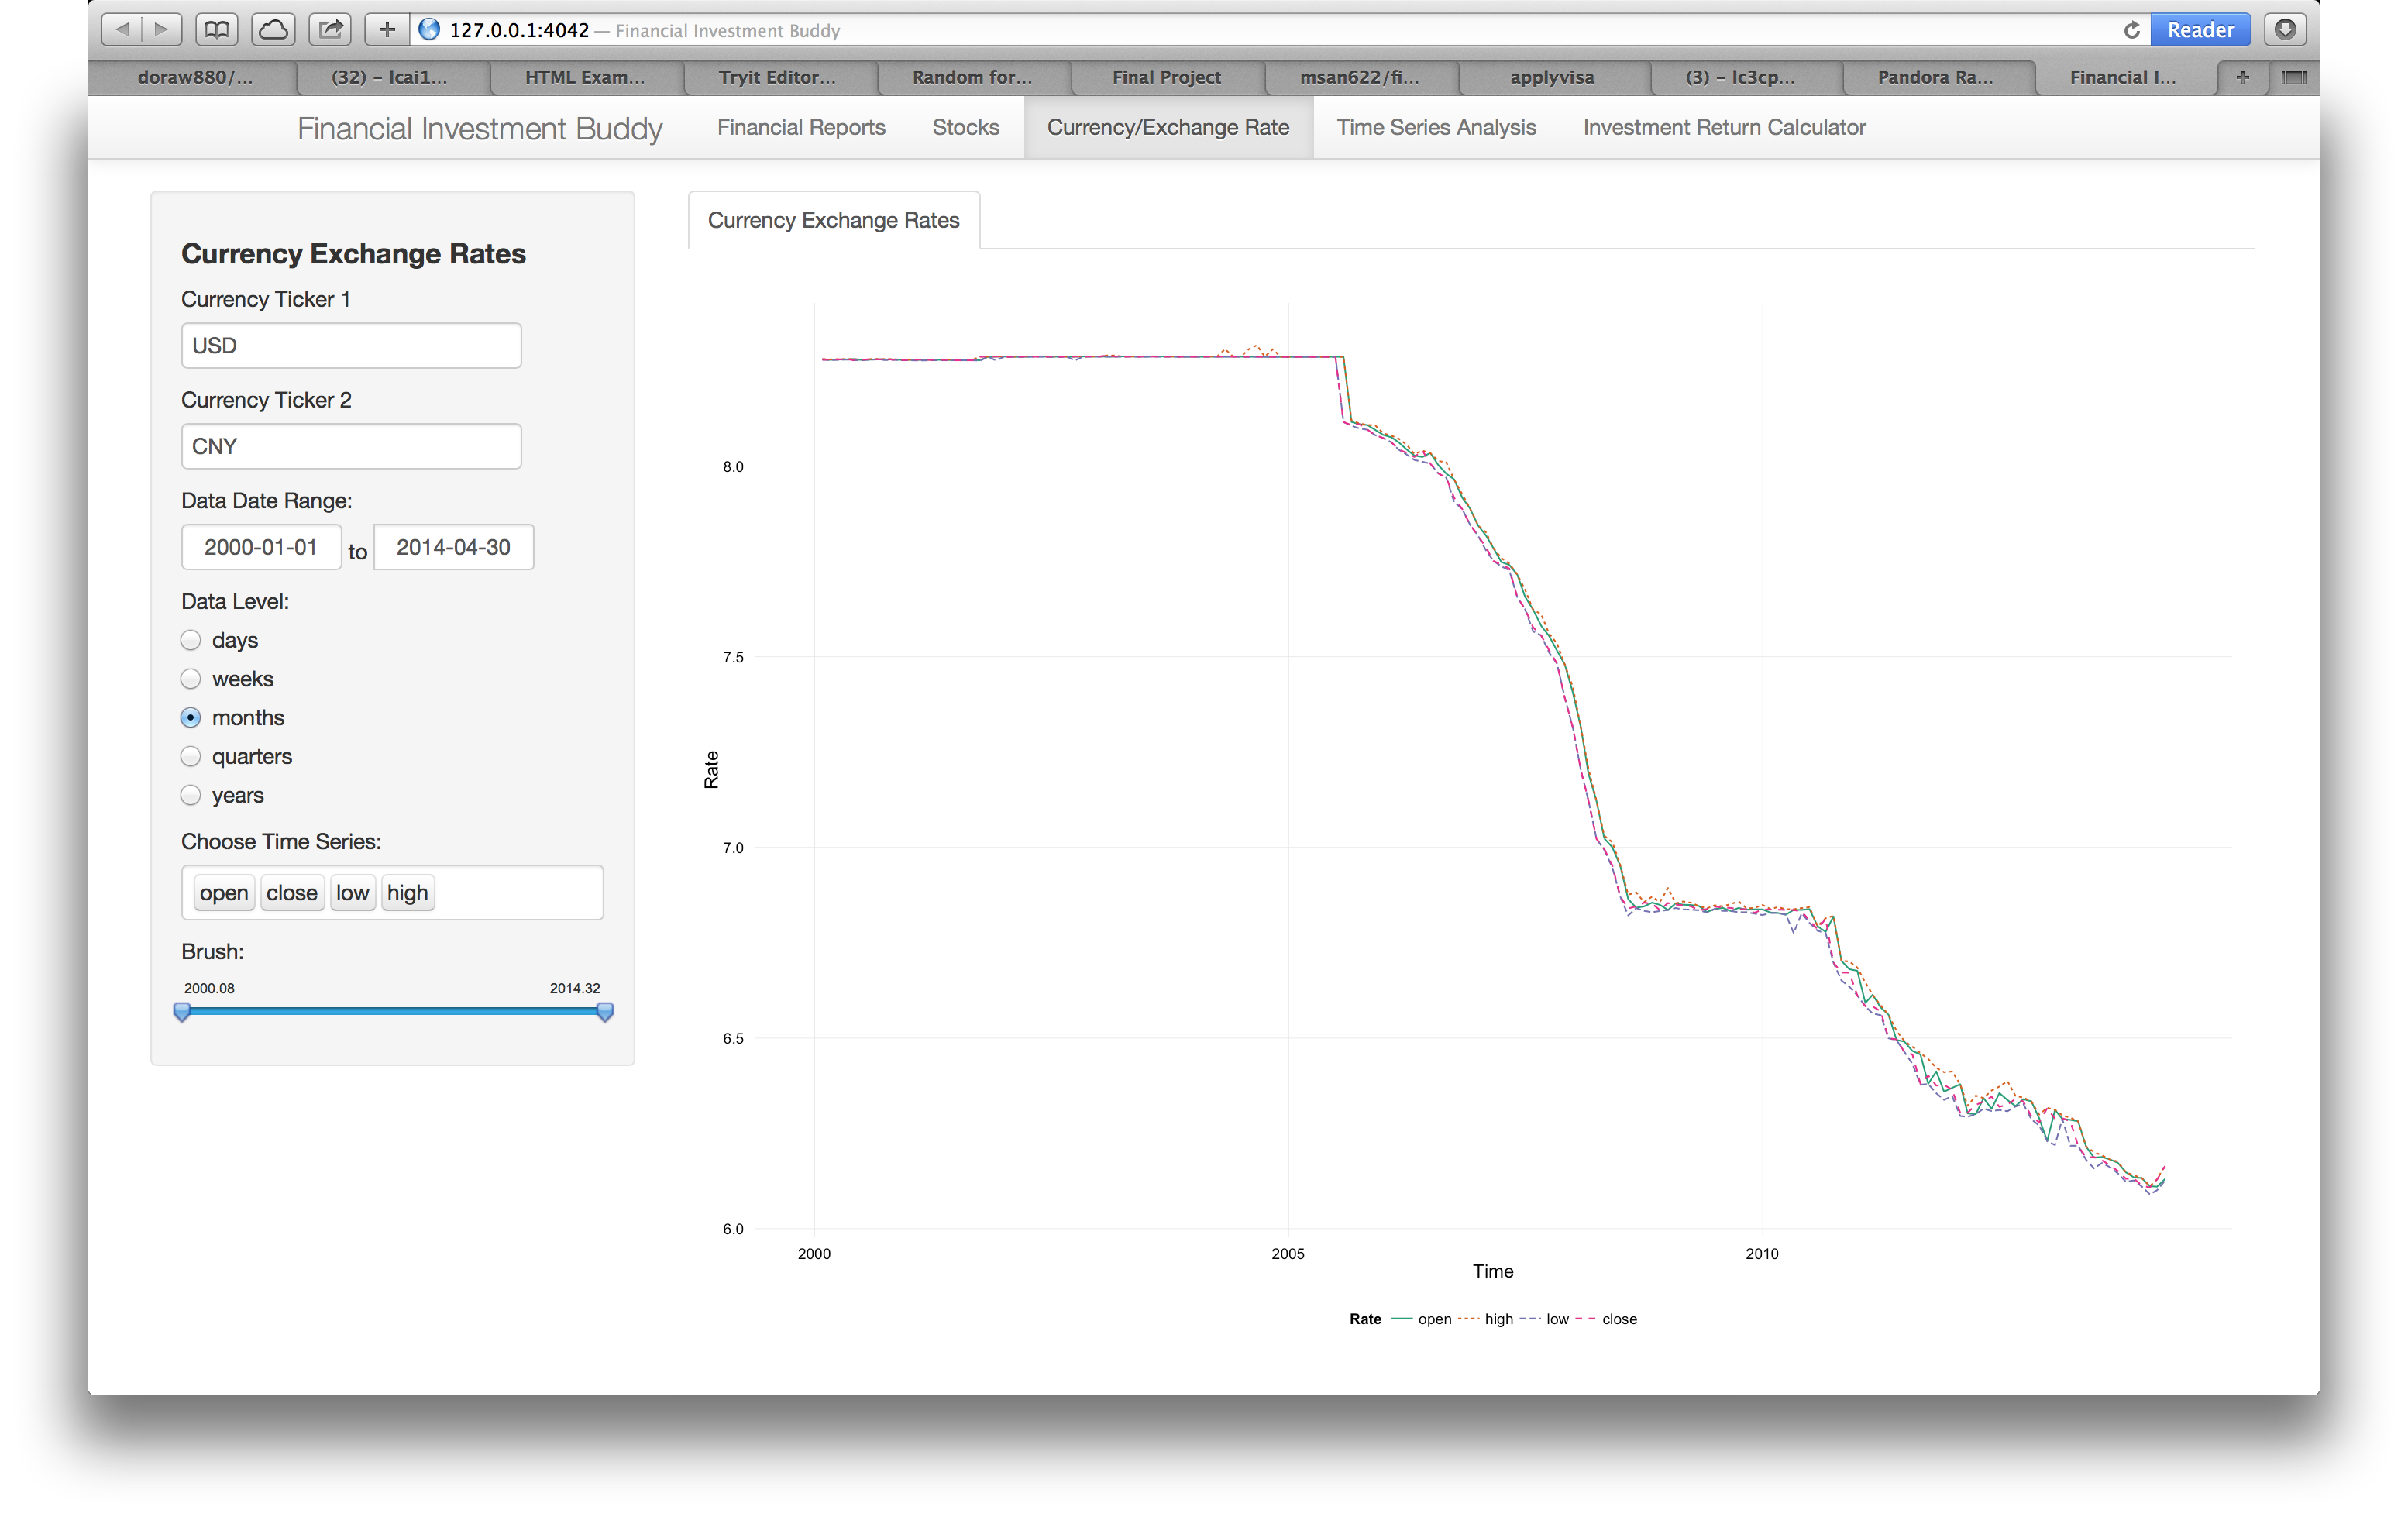 127.0.0.1:4042 — Financial Investment Buddy
Reader
doraw880/...
(32) – lcai1...
HTML Exam...
Tryit Editor...
Random for...
Final Project
msan622/fi...
applyvisa
(3) – lc3cp...
Pandora Ra...
Financial I...
Financial Investment Buddy
Financial Reports
Stocks
Currency/Exchange Rate
Time Series Analysis
Investment Return Calculator
Currency Exchange Rates
Currency Ticker 1
USD
Currency Ticker 2
CNY
Data Date Range:
2000-01-01 to 2014-04-30
Data Level:
days
weeks
months
quarters
years
Choose Time Series:
open close low high
Brush:
2000.08 2014.32
Currency Exchange Rates
Rate
8.0
7.5
7.0
6.5
6.0
2000 2005 2010
Time
Rate open high low close